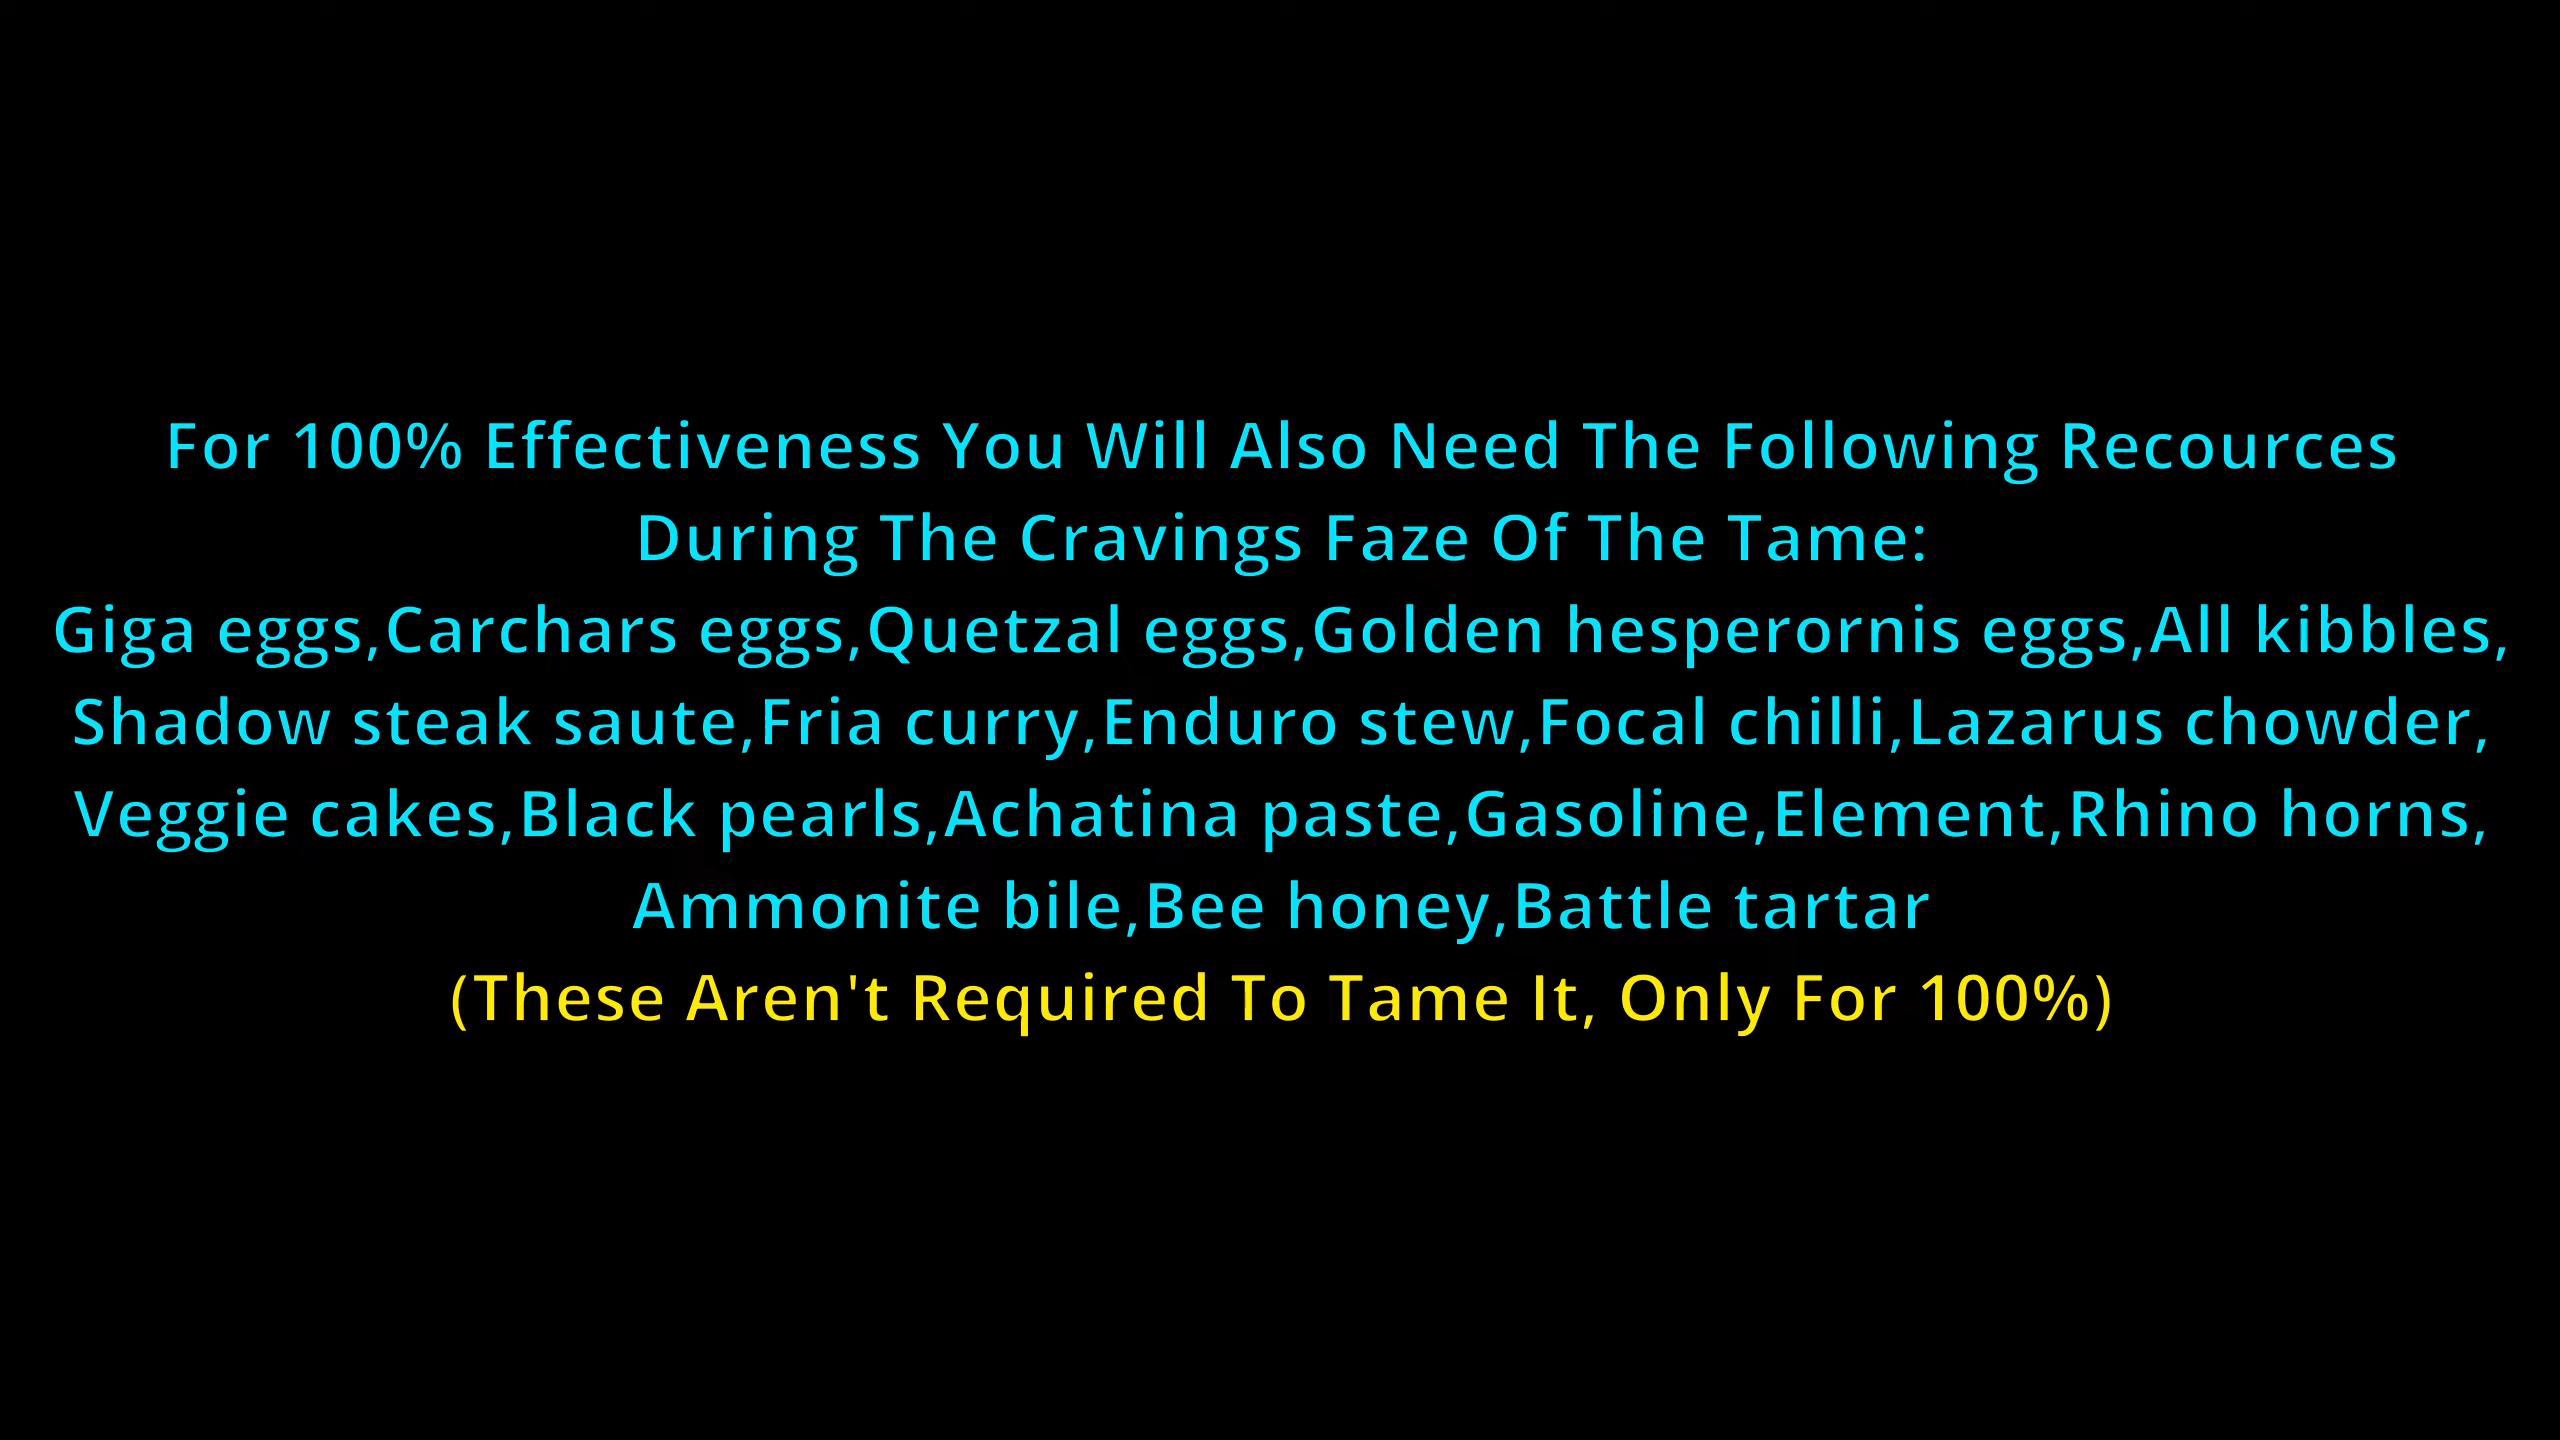 For 100% Effectiveness You Will Also Need The Following Recources
During The Cravings Faze Of The Tame:
Giga eggs,Carchars eggs,Quetzal eggs,Golden hesperornis eggs,All kibbles,
Shadow steak saute,Fria curry,Enduro stew,Focal chilli,Lazarus chowder,
Veggie cakes,Black pearls,Achatina paste,Gasoline,Element,Rhino horns,
Ammonite bile,Bee honey,Battle tartar
(These Aren't Required To Tame It, Only For 100%)